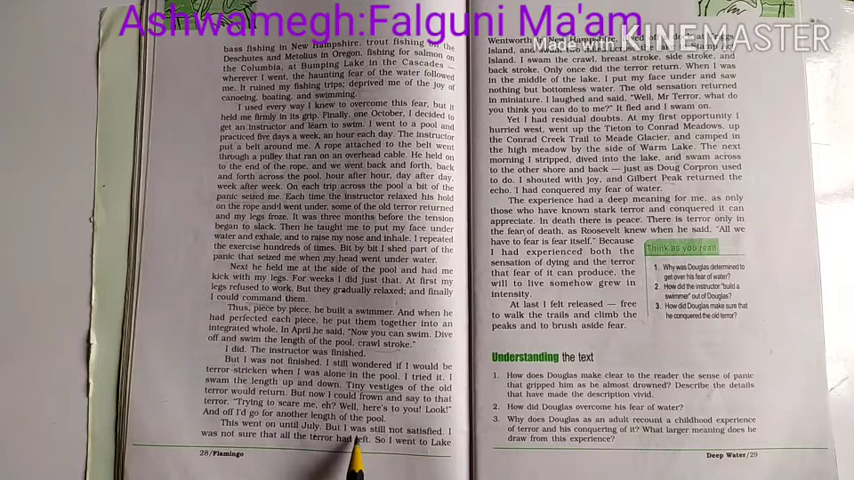 Ashwamegh:Falguni Ma'am
Made with KINEMASTER
bass fishing in New Hampshire, trout fishing on the
Deschutes and Metolius in Oregon, fishing for salmon on
the Columbia, at Bumping Lake in the Cascades —
wherever I went, the haunting fear of the water followed
me. It ruined my fishing trips; deprived me of the joy of
canoeing, boating, and swimming.
I used every way I knew to overcome this fear, but it
held me firmly in its grip. Finally, one October, I decided to
get an instructor and learn to swim. I went to a pool and
practiced five days a week, an hour each day. The instructor
put a belt around me. A rope attached to the belt went
through a pulley that ran on an overhead cable. He held on
to the end of the rope, and we went back and forth, back
and forth across the pool, hour after hour, day after day,
week after week. On each trip across the pool a bit of the
panic seized me. Each time the instructor relaxed his hold
on the rope and I went under, some of the old terror returned
and my legs froze. It was three months before the tension
began to slack. Then he taught me to put my face under
water and exhale, and to raise my nose and inhale. I repeated
the exercise hundreds of times. Bit by bit I shed part of the
panic that seized me when my head went under water.
Next he held me at the side of the pool and had me
kick with my legs. For weeks I did just that. At first my
legs refused to work. But they gradually relaxed; and finally
I could command them.
Thus, piece by piece, he built a swimmer. And when he
had perfected each piece, he put them together into an
integrated whole. In April he said, "Now you can swim. Dive
off and swim the length of the pool, crawl stroke."
I did. The instructor was finished.
But I was not finished. I still wondered if I would be
terror-stricken when I was alone in the pool. I tried it. I
swam the length up and down. Tiny vestiges of the old
terror would return. But now I could frown and say to that
terror, "Trying to scare me, eh? Well, here's to you! Look!"
And off I'd go for another length of the pool.
This went on until July. But I was still not satisfied. I
was not sure that all the terror had left. So I went to Lake
28/Flamingo
Wentworth in New Hampshire, dived off a dock at
Island, and swam
Island. I swam the crawl, breast stroke, side stroke, and
back stroke. Only once did the terror return. When I was
in the middle of the lake, I put my face under and saw
nothing but bottomless water. The old sensation returned
in miniature. I laughed and said, "Well, Mr Terror, what do
you think you can do to me?" It fled and I swam on.
Yet I had residual doubts. At my first opportunity I
hurried west, went up the Tieton to Conrad Meadows, up
the Conrad Creek Trail to Meade Glacier, and camped in
the high meadow by the side of Warm Lake. The next
morning I stripped, dived into the lake, and swam across
to the other shore and back — just as Doug Corpron used
to do. I shouted with joy, and Gilbert Peak returned the
echo. I had conquered my fear of water.
The experience had a deep meaning for me, as only
those who have known stark terror and conquered it can
appreciate. In death there is peace. There is terror only in
the fear of death, as Roosevelt knew when he said, "All we
have to fear is fear itself." Because
I had experienced both the
sensation of dying and the terror
that fear of it can produce, the
will to live somehow grew in
intensity.
At last I felt released — free
to walk the trails and climb the
peaks and to brush aside fear.
Think as you read
1. Why was Douglas determined to
get over his fear of water?
2. How did the instructor "build a
swimmer" out of Douglas?
3. How did Douglas make sure that
he conquered the old terror?
Understanding the text
1. How does Douglas make clear to the reader the sense of panic
that gripped him as he almost drowned? Describe the details
that have made the description vivid.
2. How did Douglas overcome his fear of water?
3. Why does Douglas as an adult recount a childhood experience
of terror and his conquering of it? What larger meaning does he
draw from this experience?
Deep Water/29